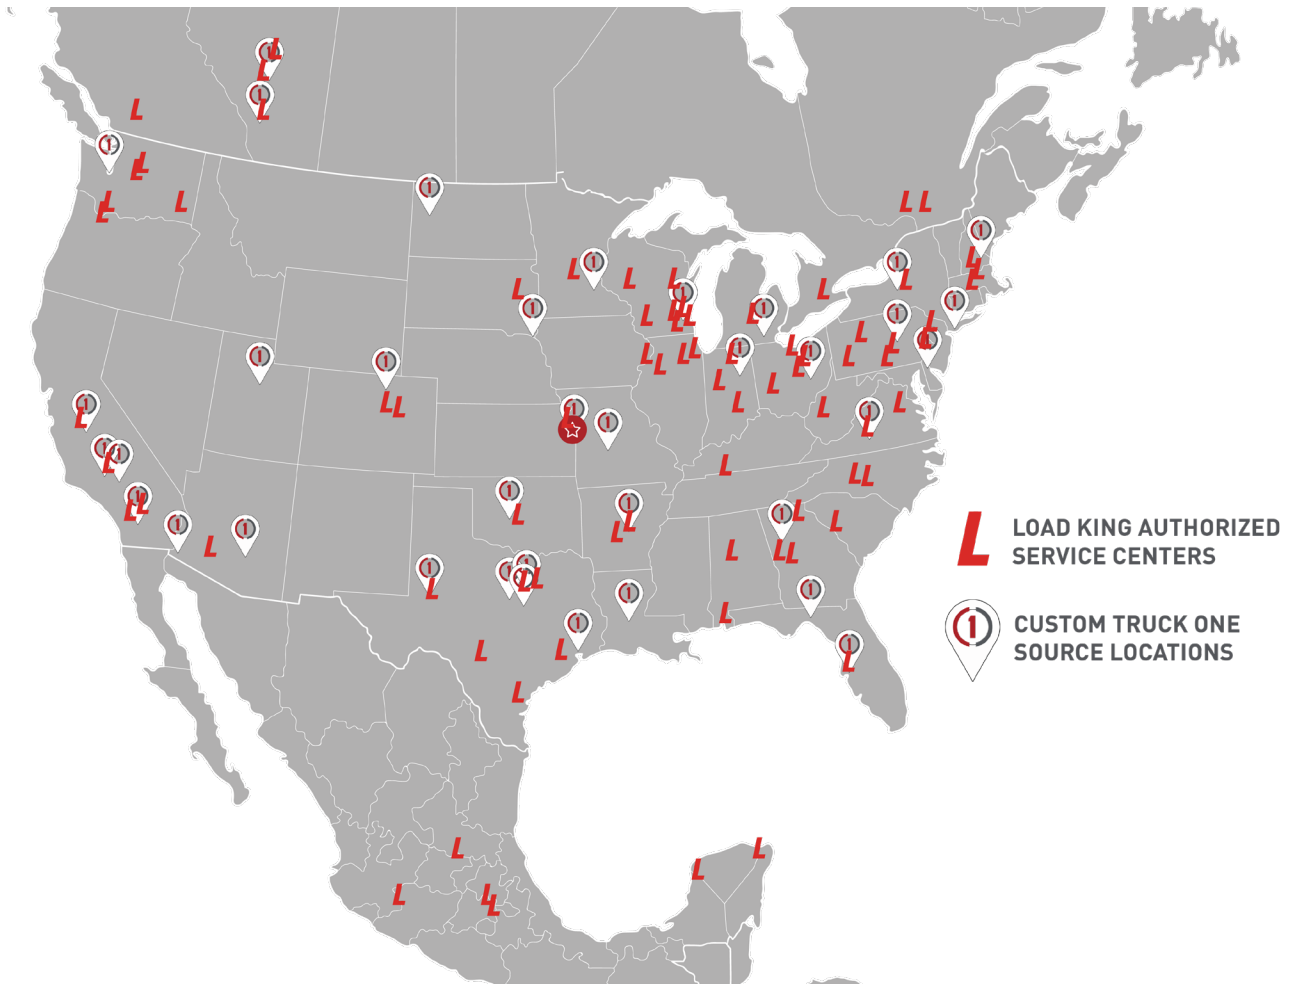 LOAD KING AUTHORIZED
SERVICE CENTERS
CUSTOM TRUCK ONE
SOURCE LOCATIONS